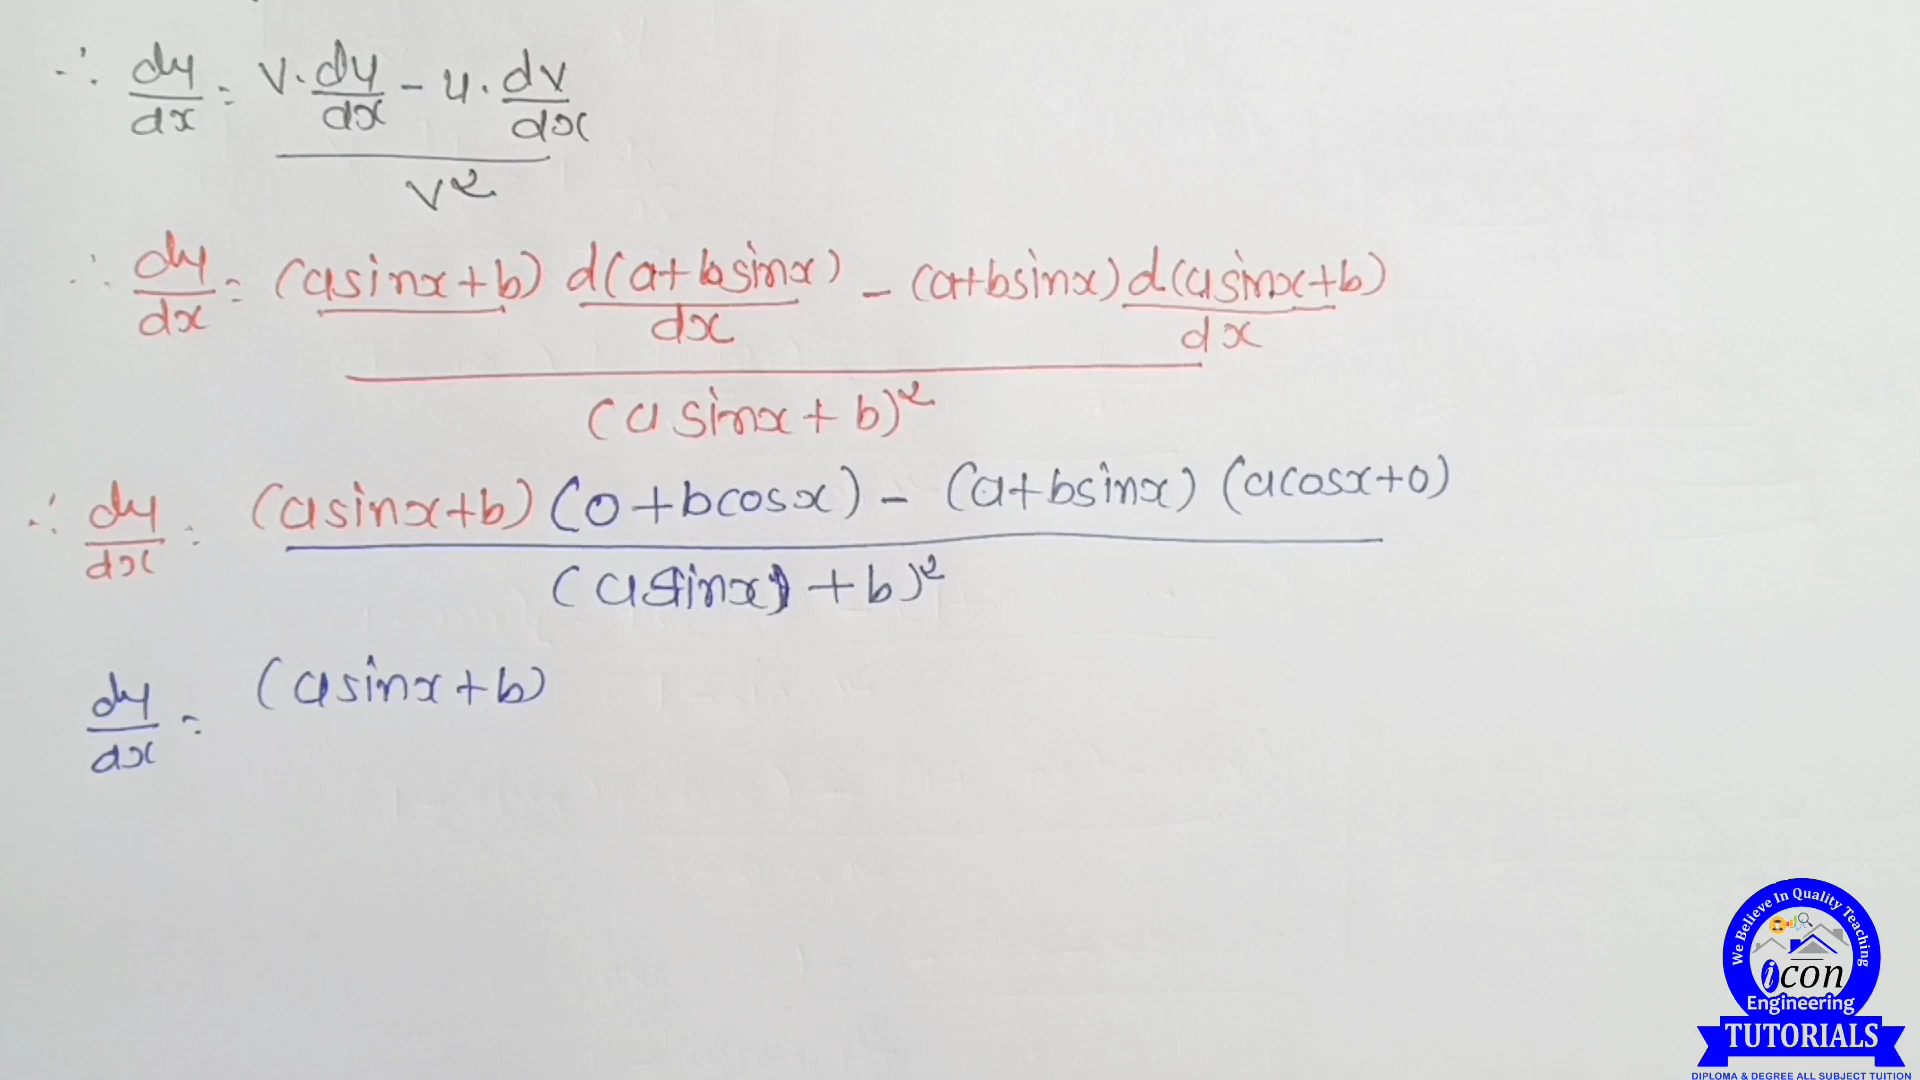 ∴ dy/dx = v · du/dx - u · dv/dx / v²
∴ dy/dx = (asinx+b) d(a+bsinx)/dx - (a+bsinx) d(asinx+b)/dx / (asinx+b)²
∴ dy/dx = (asinx+b) (0+bcosx) - (a+bsinx) (acosx+0) / (asinx)+b)²
dy/dx = (asinx+b)
We Believe In Quality Teaching
icon
Engineering
TUTORIALS
DIPLOMA & DEGREE ALL SUBJECT TUITION